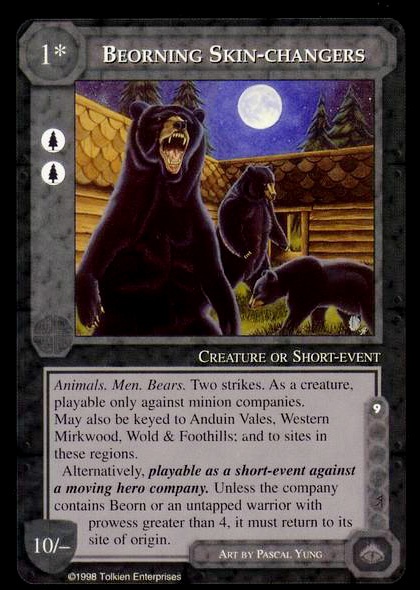 1*
BEORNING SKIN-CHANGERS
CREATURE OR SHORT-EVENT
Animals. Men. Bears. Two strikes. As a creature,
playable only against minion companies.
May also be keyed to Anduin Vales, Western
Mirkwood, Wold & Foothills; and to sites in
these regions.
Alternatively, playable as a short-event against
a moving hero company. Unless the company
contains Beorn or an untapped warrior with
prowess greater than 4, it must return to its
site of origin.
9
10/–
ART BY PASCAL YUNG
©1998 Tolkien Enterprises